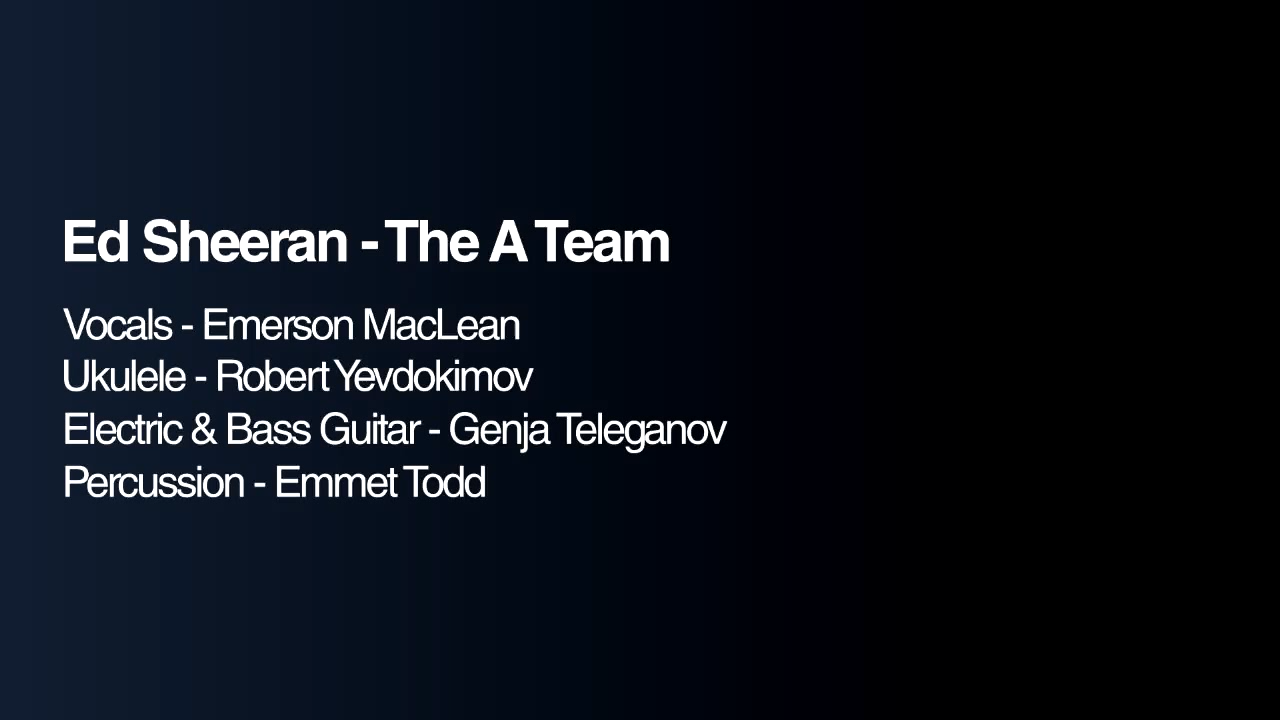 Ed Sheeran - The A Team
Vocals - Emerson MacLean
Ukulele - Robert Yevdokimov
Electric & Bass Guitar - Genja Teleganov
Percussion - Emmet Todd